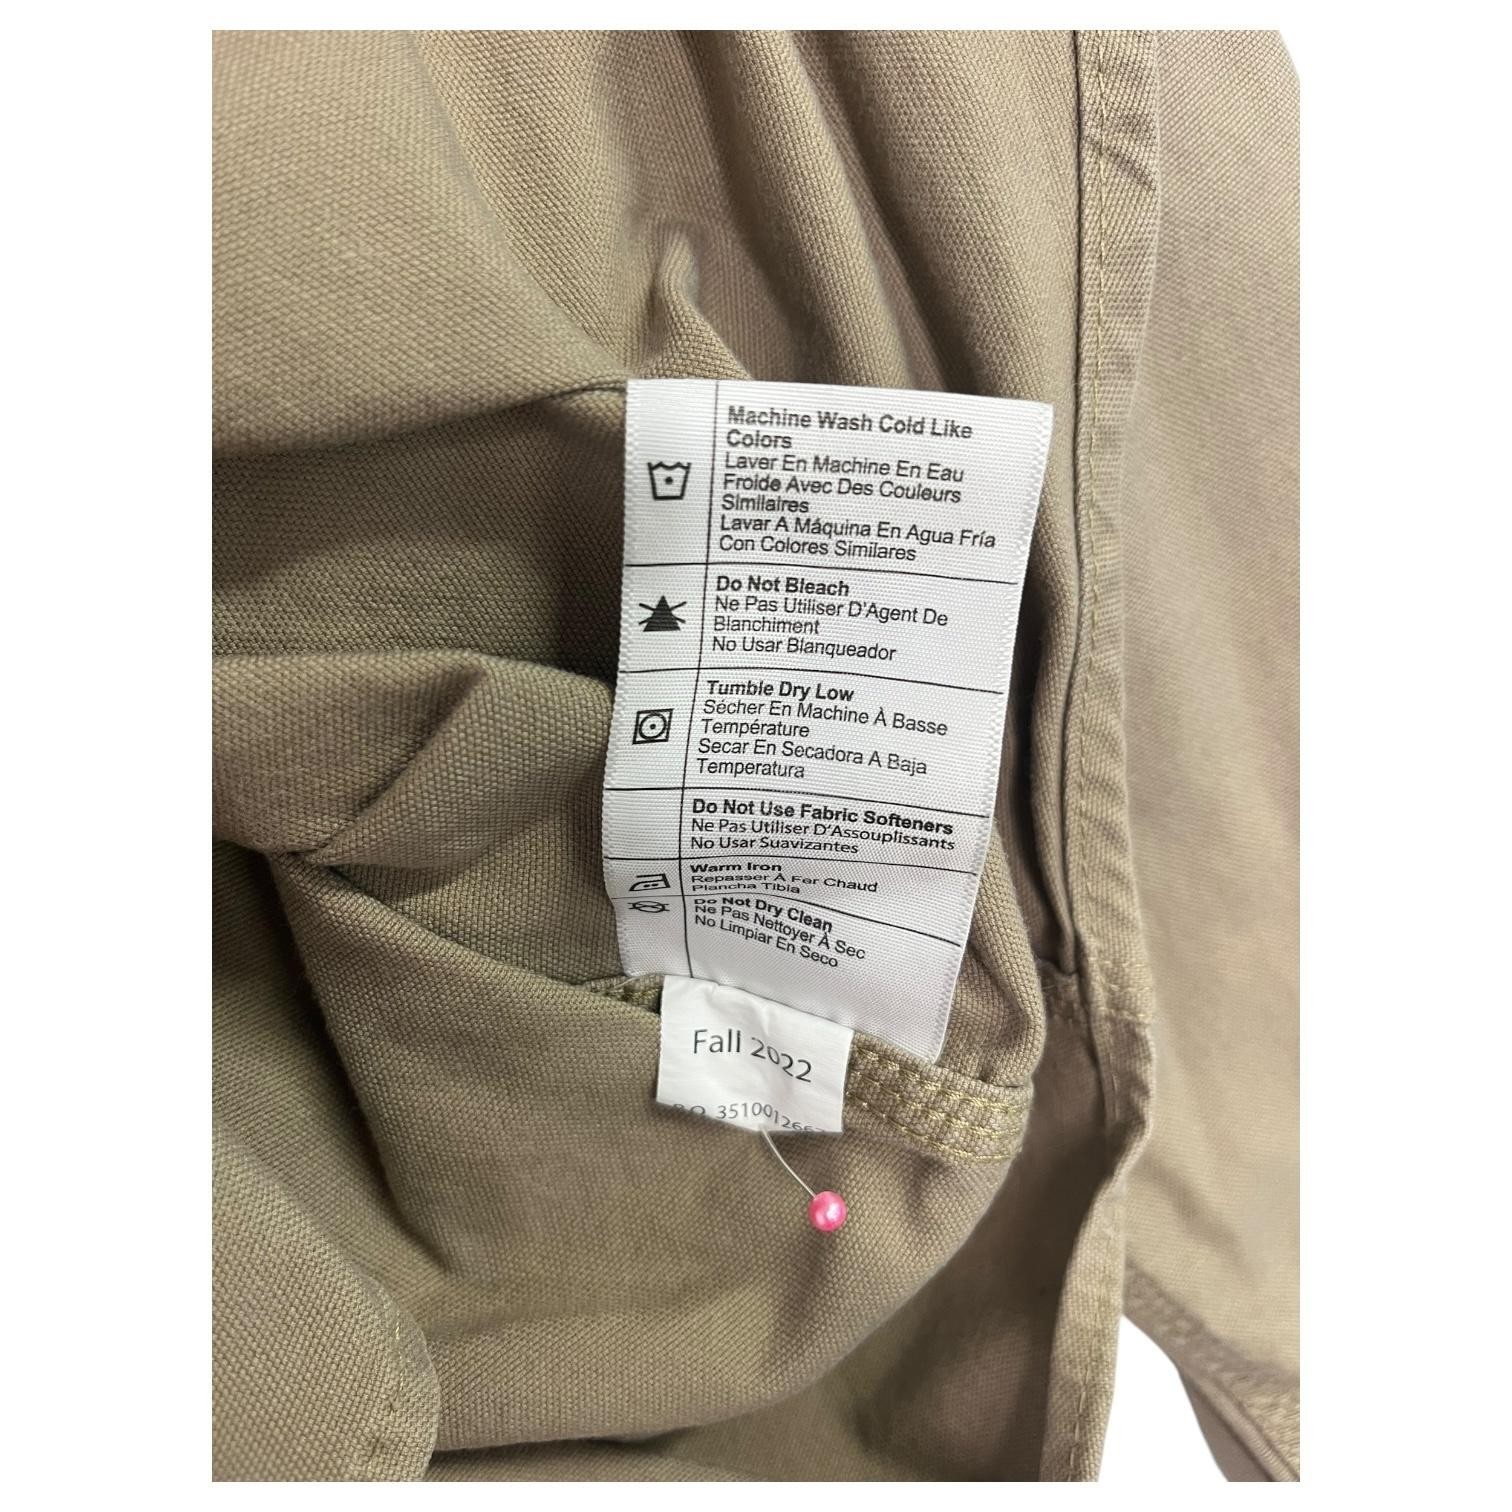 Machine Wash Cold Like
Colors
Laver En Machine En Eau
Froide Avec Des Couleurs
Similaires
Lavar A Máquina En Agua Fría
Con Colores Similares
Do Not Bleach
Ne Pas Utiliser D'Agent De
Blanchiment
No Usar Blanqueador
Tumble Dry Low
Sécher En Machine À Basse
Température
Secar En Secadora A Baja
Temperatura
Do Not Use Fabric Softeners
Ne Pas Utiliser D'Assouplissants
No Usar Suavizantes
Warm Iron
Repasser À Fer Chaud
Plancha Tibia
Do Not Dry Clean
Ne Pas Nettoyer À Sec
No Limpiar En Seco
Fall 2022